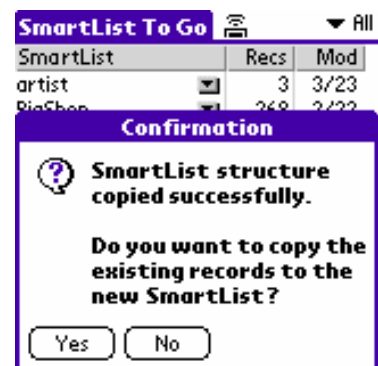 SmartList To Go All
SmartList Recs Mod
artist 3 3/23
Confirmation
SmartList structure
copied successfully.
Do you want to copy the
existing records to the
new SmartList?
Yes No